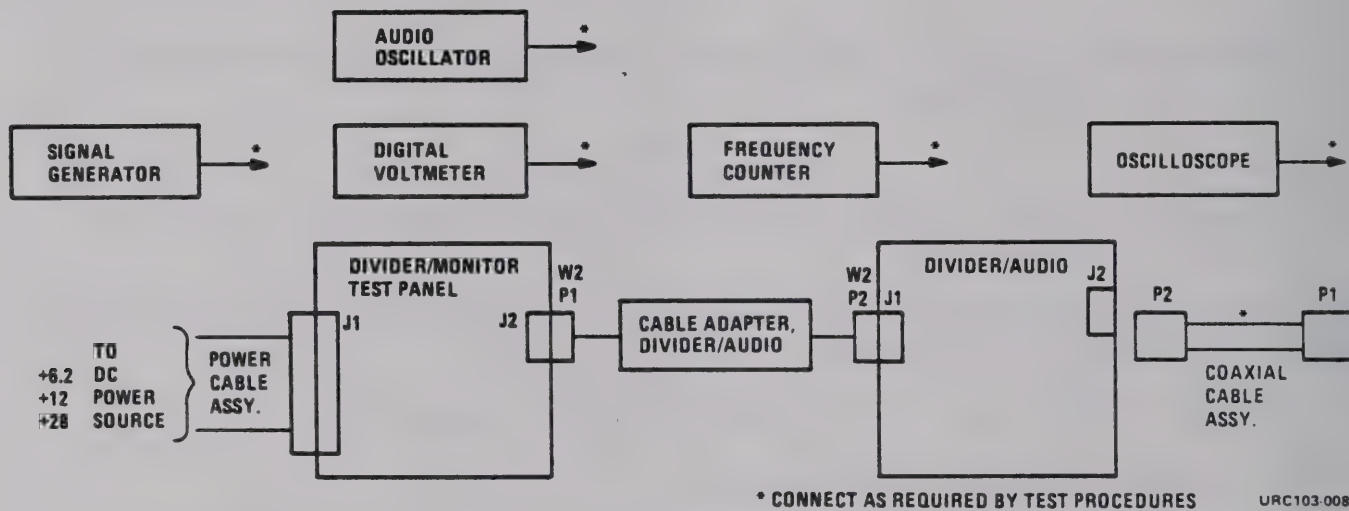 AUDIO
OSCILLATOR
*
SIGNAL
GENERATOR
*
DIGITAL
VOLTMETER
*
FREQUENCY
COUNTER
*
OSCILLOSCOPE
*
DIVIDER/MONITOR
TEST PANEL
J1
J2
W2
P1
CABLE ADAPTER,
DIVIDER/AUDIO
W2
P2
J1
DIVIDER/AUDIO
J2
P2
*
P1
COAXIAL
CABLE
ASSY.
TO
+6.2 DC
+12 POWER
+28 SOURCE
POWER
CABLE
ASSY.
* CONNECT AS REQUIRED BY TEST PROCEDURES
URC103-008